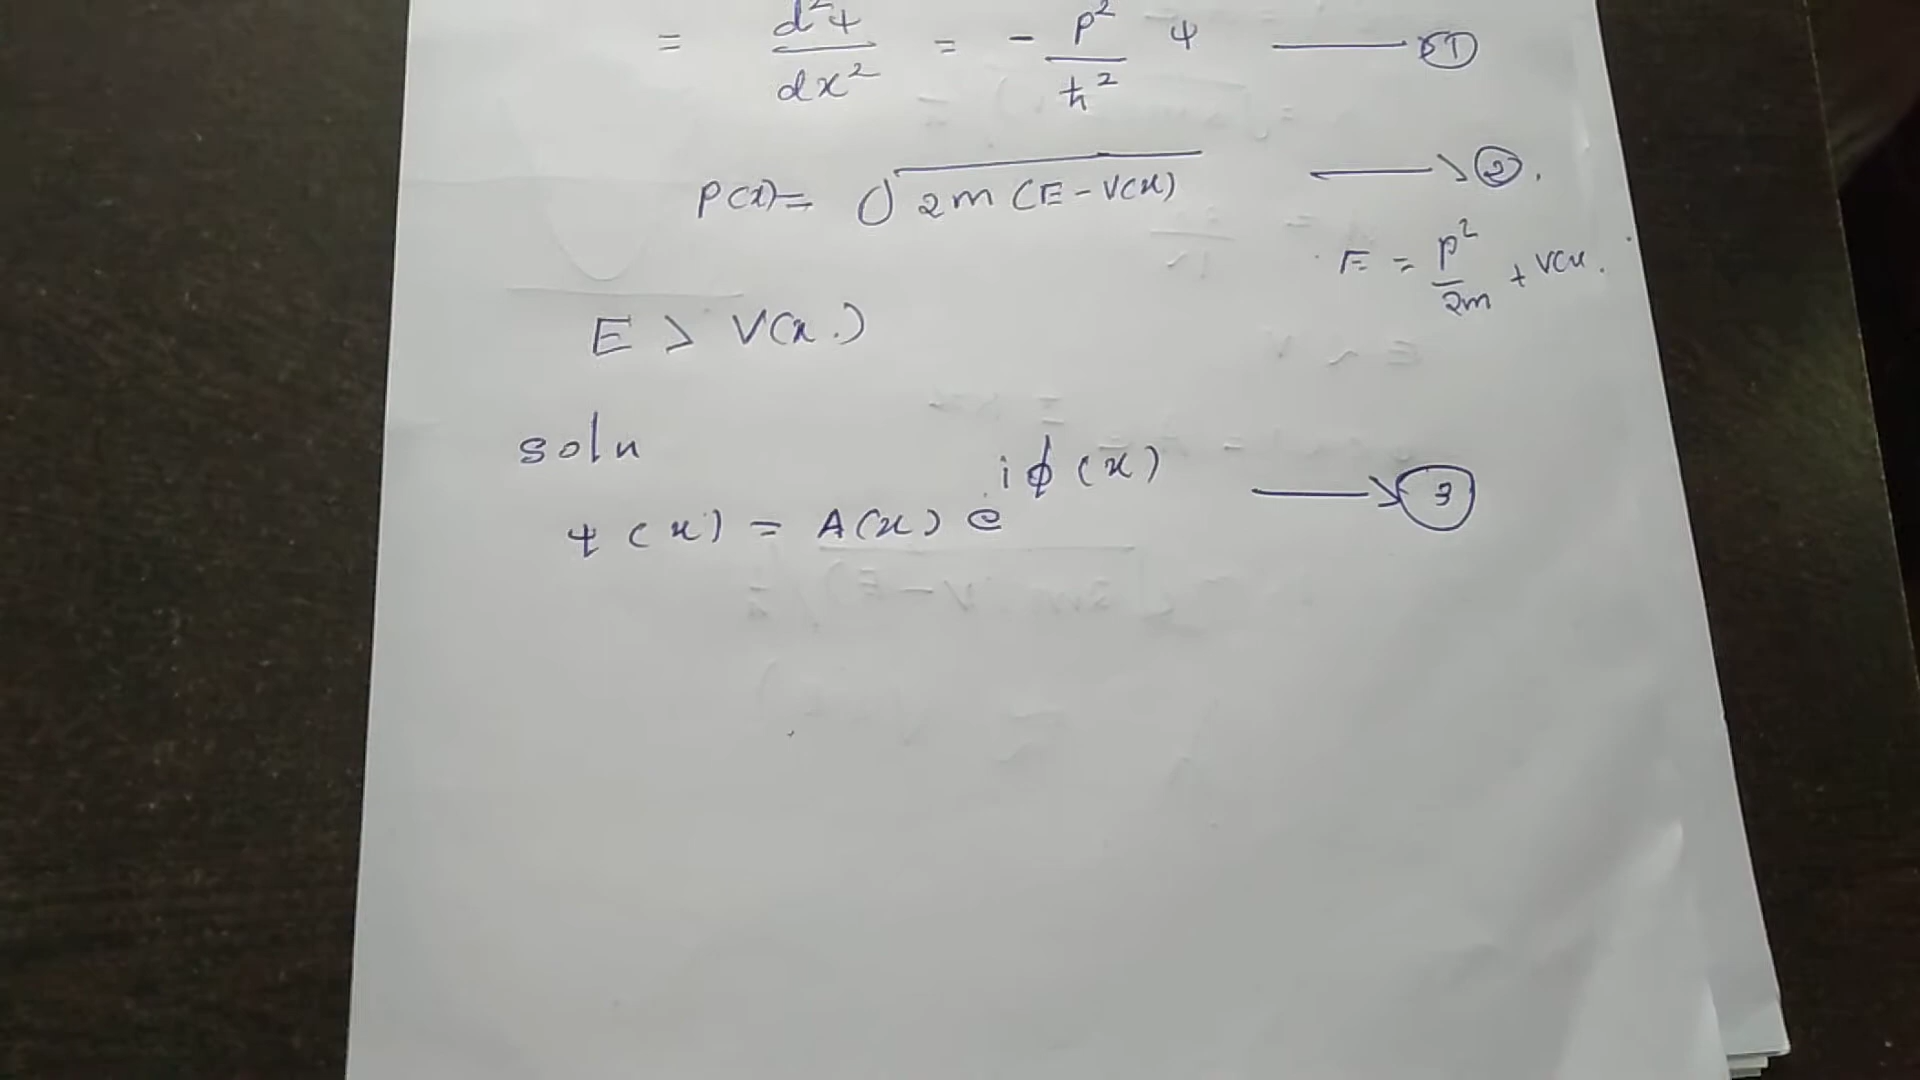 = d²ψ/dx² = - p²/ħ² ψ —— ①
p(x) = √2m (E - V(x)) ——> ②.
E = p²/2m + V(x.
E > V(x.)
soln
ψ(x) = A(x) e^{iϕ(x)} ——> ③